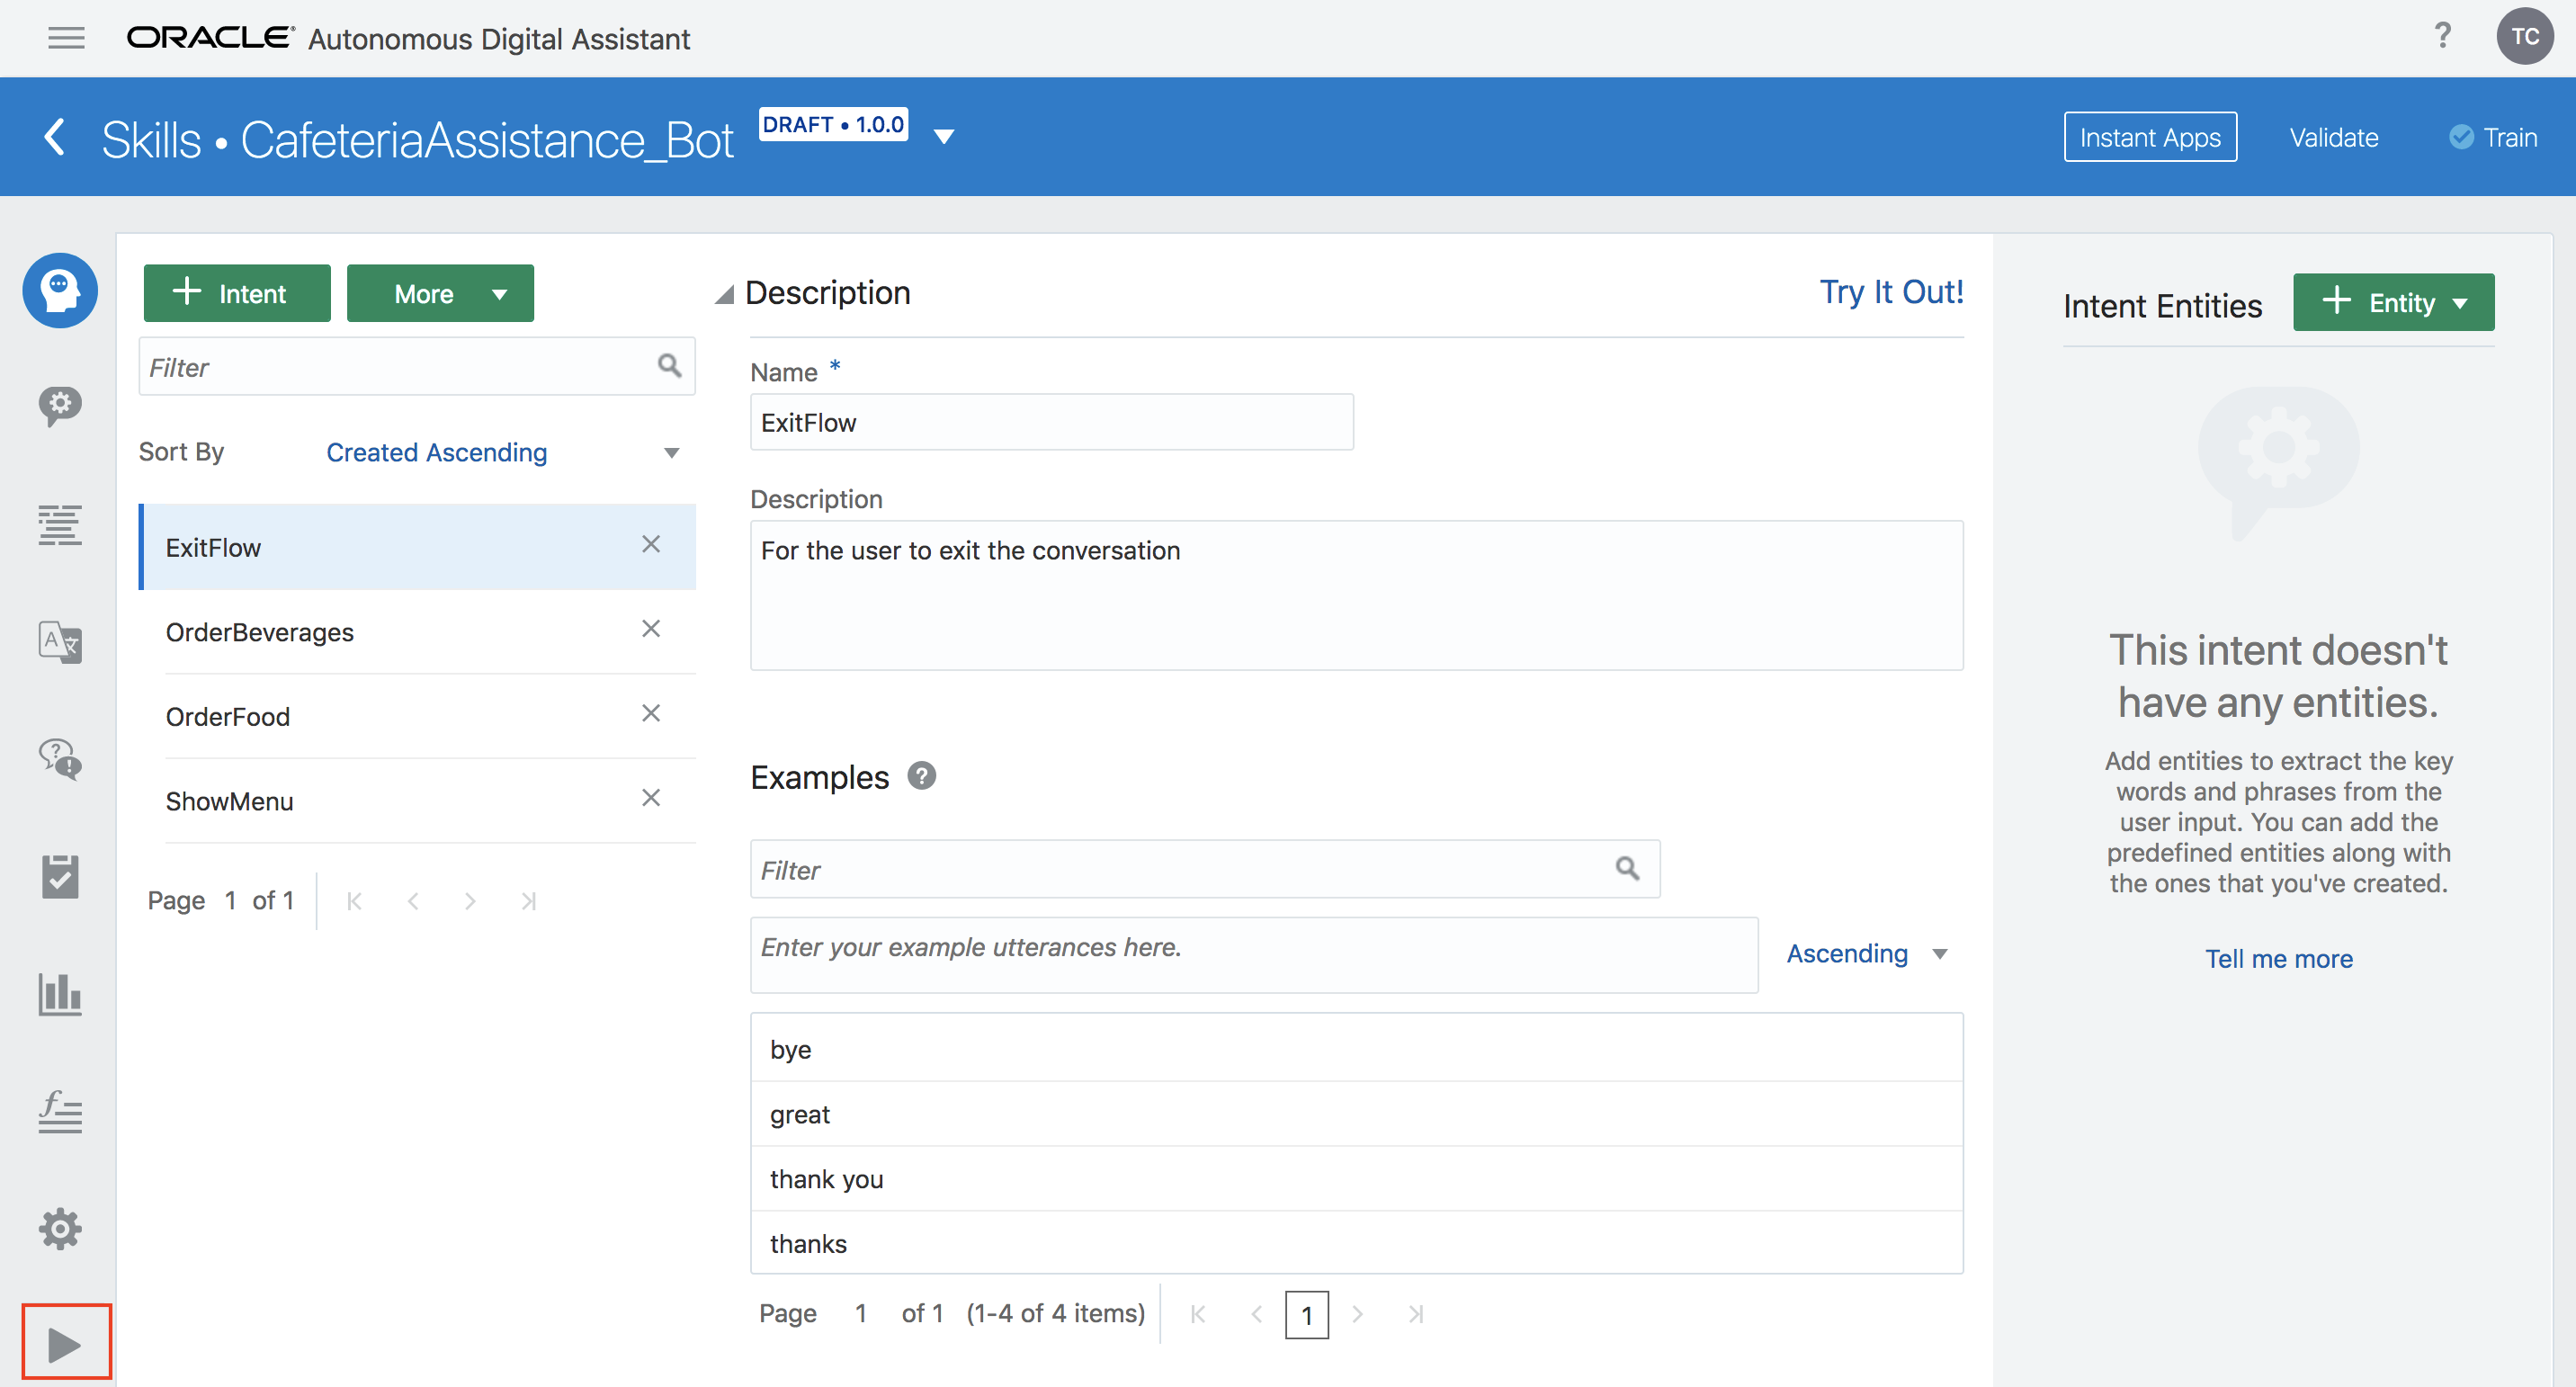 ORACLE® Autonomous Digital Assistant
? TC
Skills • CafeteriaAssistance_Bot DRAFT • 1.0.0
Instant Apps Validate Train
+ Intent More
Filter
Sort By Created Ascending
ExitFlow
OrderBeverages
OrderFood
ShowMenu
Page 1 of 1
Description Try It Out!
Name *
ExitFlow
Description
For the user to exit the conversation
Examples ?
Filter
Enter your example utterances here. Ascending
bye
great
thank you
thanks
Page 1 of 1 (1-4 of 4 items) 1
Intent Entities + Entity
This intent doesn't
have any entities.
Add entities to extract the key
words and phrases from the
user input. You can add the
predefined entities along with
the ones that you've created.
Tell me more